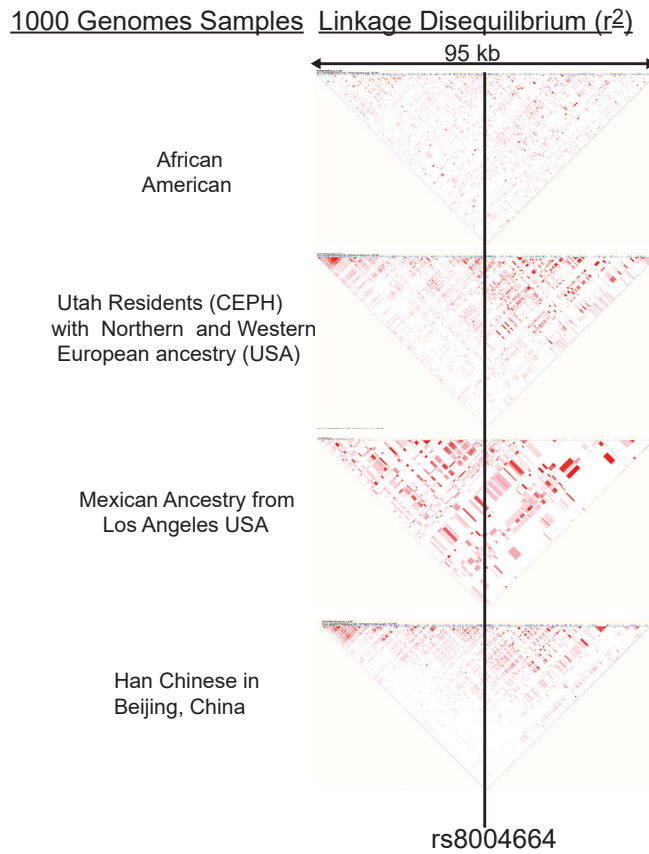 1000 Genomes Samples Linkage Disequilibrium (r2)
95 kb
African
American
Utah Residents (CEPH)
with Northern and Western
European ancestry (USA)
Mexican Ancestry from
Los Angeles USA
Han Chinese in
Beijing, China
rs8004664